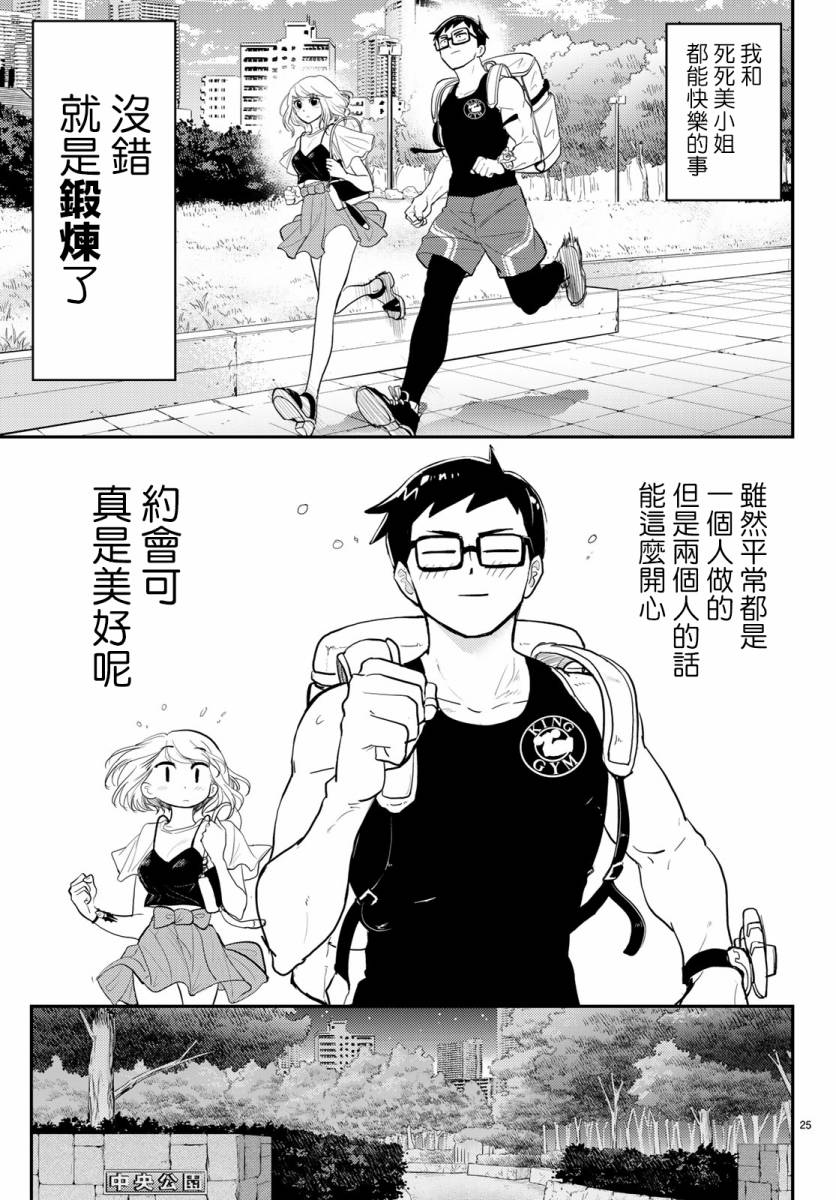 我和
死死美小姐
都能快樂的事
沒錯
就是鍛煉了
雖然平常都是
一個人做的
但是兩個人的話
能這麼開心
約會可
真是美好呢
KING
GYM
25
中央公園